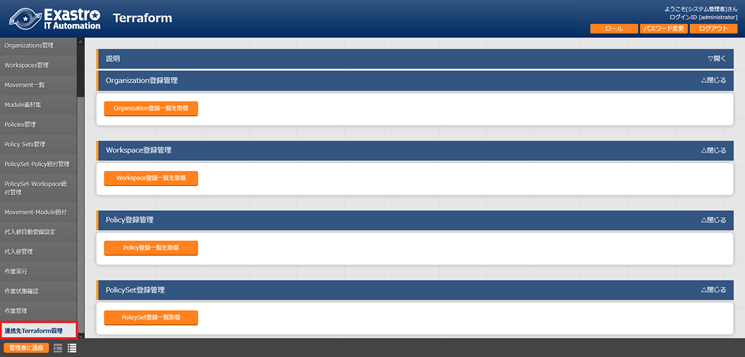 Exastro
IT Automation
Terraform
ようこそ[システム管理者]さん
ログインID [administrator]
ロール
パスワード変更
ログアウト
Organizations管理
Workspaces管理
Movement一覧
Module素材集
Policies管理
Policy Sets管理
PolicySet-Policy紐付管理
PolicySet-Workspace紐
付管理
Movement-Module紐付
代入値自動登録設定
代入値管理
作業実行
作業状態確認
作業管理
連携先Terraform管理
管理者に連絡
説明
▽開く
Organization登録管理
△閉じる
Organization登録一覧を取得
Workspace登録管理
△閉じる
Workspace登録一覧を取得
Policy登録管理
△閉じる
Policy登録一覧を取得
PolicySet登録管理
△閉じる
PolicySet登録一覧取得